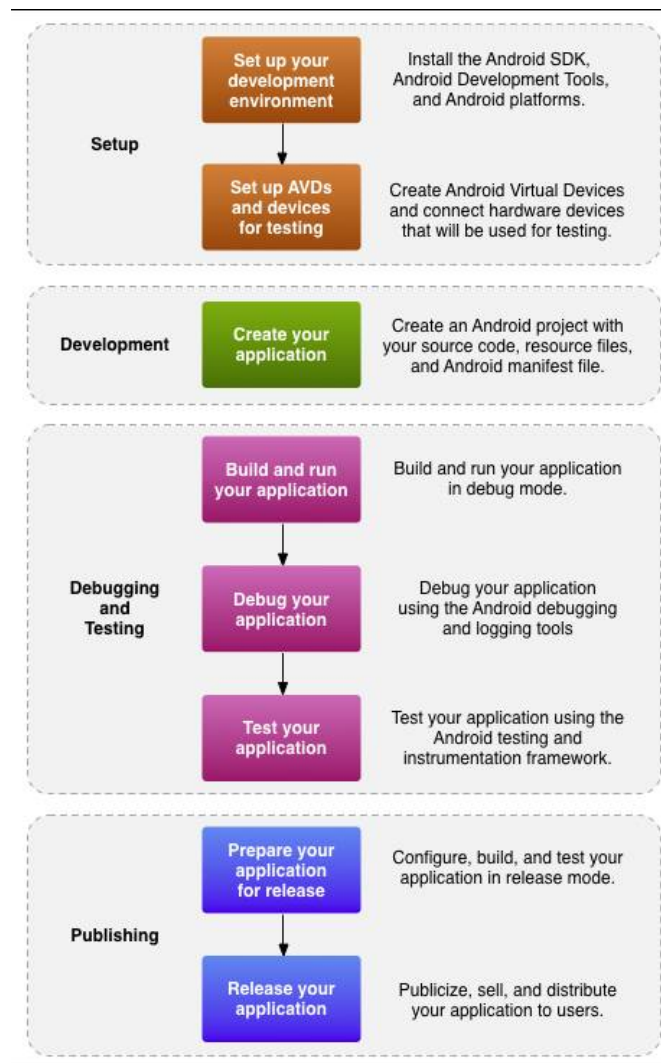 Setup
Set up your
development
environment
Install the Android SDK,
Android Development Tools,
and Android platforms.
Set up AVDs
and devices
for testing
Create Android Virtual Devices
and connect hardware devices
that will be used for testing.
Development
Create your
application
Create an Android project with
your source code, resource files,
and Android manifest file.
Debugging
and
Testing
Build and run
your application
Build and run your application
in debug mode.
Debug your
application
Debug your application
using the Android debugging
and logging tools
Test your
application
Test your application using the
Android testing and
instrumentation framework.
Publishing
Prepare your
application
for release
Configure, build, and test your
application in release mode.
Release your
application
Publicize, sell, and distribute
your application to users.